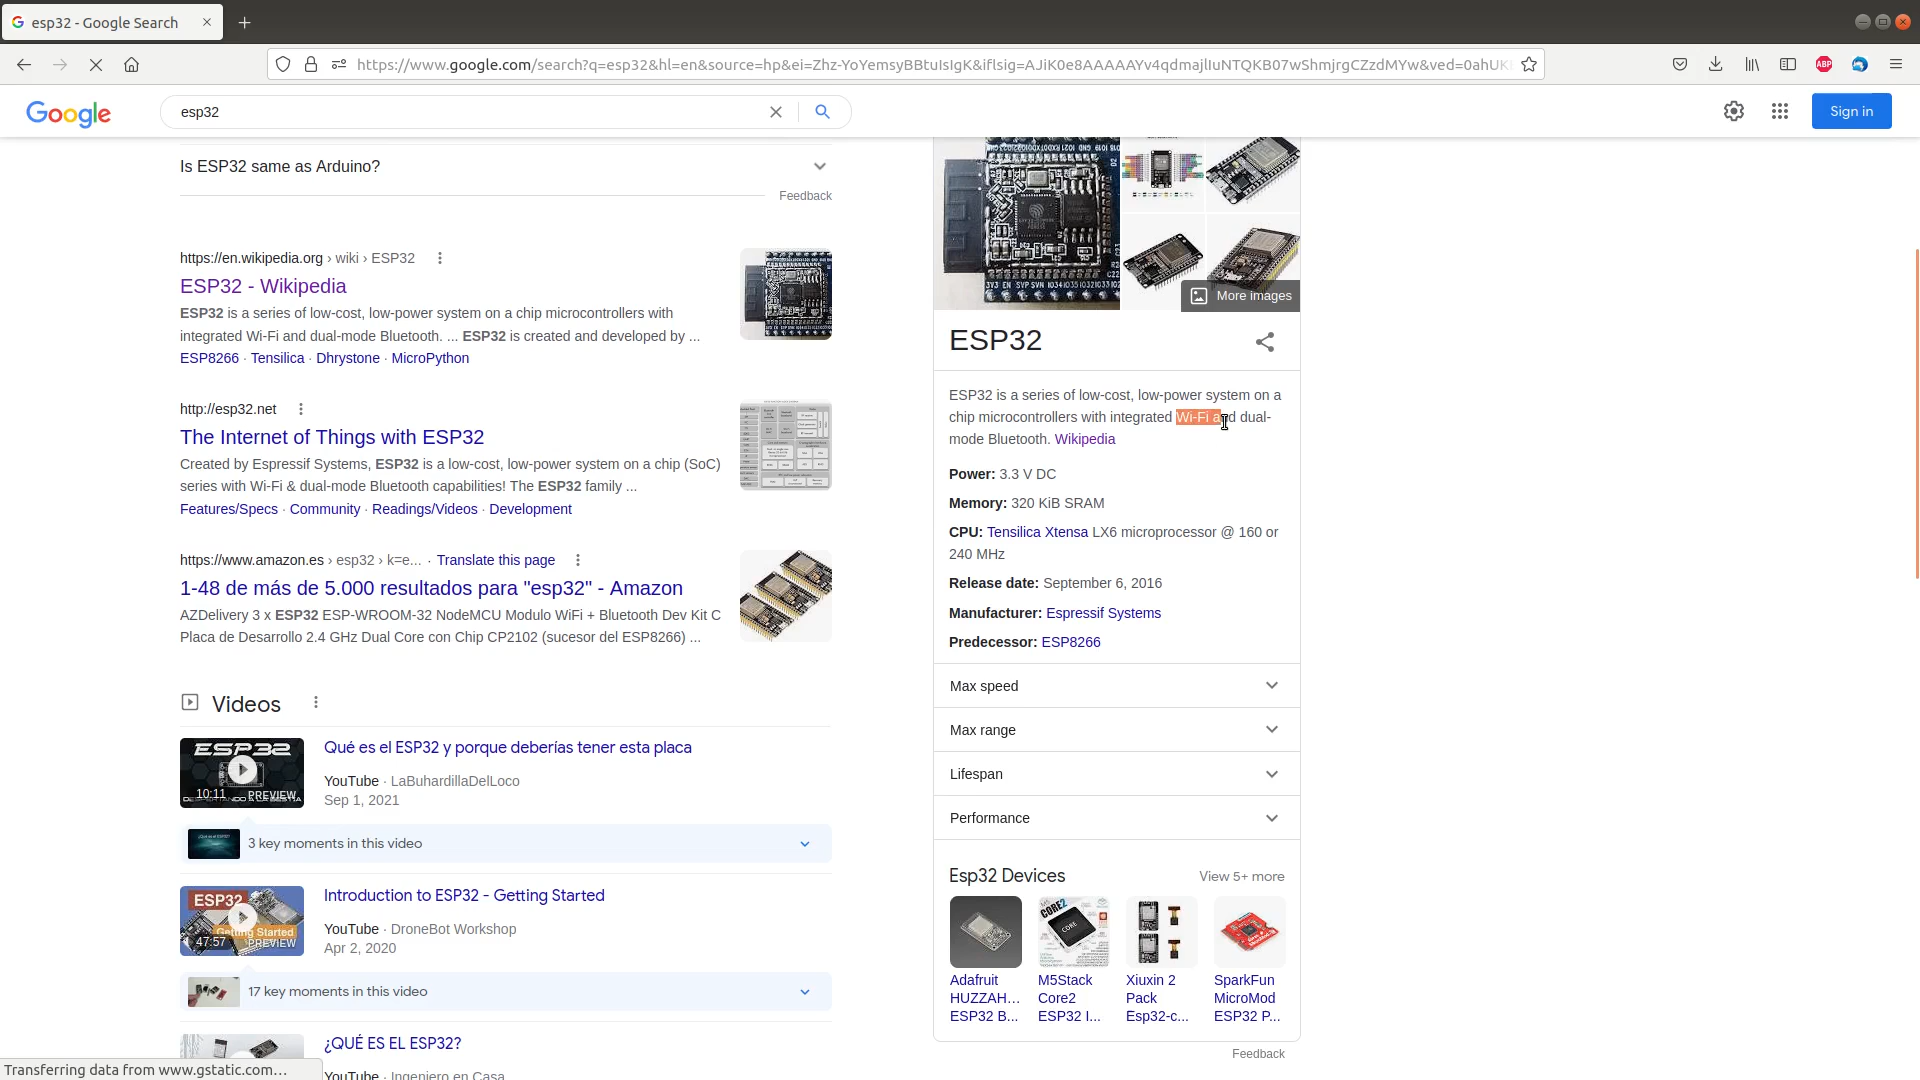 esp32 - Google Search
https://www.google.com/search?q=esp32&hl=en&source=hp&ei=Zhz-YoYemsyBBtuIsIgK&iflsig=AJiK0e8AAAAAYv4qdmajlIuNTQKB07wShmjrgCZzdMYw&ved=0ahUK
ABP
Google
esp32
Sign in
Is ESP32 same as Arduino?
Feedback
https://en.wikipedia.org › wiki › ESP32
ESP32 - Wikipedia
ESP32 is a series of low-cost, low-power system on a chip microcontrollers with
integrated Wi-Fi and dual-mode Bluetooth. ... ESP32 is created and developed by ...
ESP8266 · Tensilica · Dhrystone · MicroPython
http://esp32.net
The Internet of Things with ESP32
Created by Espressif Systems, ESP32 is a low-cost, low-power system on a chip (SoC)
series with Wi-Fi & dual-mode Bluetooth capabilities! The ESP32 family ...
Features/Specs · Community · Readings/Videos · Development
https://www.amazon.es › esp32 › k=e... · Translate this page
1-48 de más de 5.000 resultados para "esp32" - Amazon
AZDelivery 3 x ESP32 ESP-WROOM-32 NodeMCU Modulo WiFi + Bluetooth Dev Kit C
Placa de Desarrollo 2.4 GHz Dual Core con Chip CP2102 (sucesor del ESP8266) ...
Videos
ESP32
10:11
PREVIEW
Qué es el ESP32 y porque deberías tener esta placa
YouTube · LaBuhardillaDelLoco
Sep 1, 2021
3 key moments in this video
ESP32
Getting Started
47:57
PREVIEW
Introduction to ESP32 - Getting Started
YouTube · DroneBot Workshop
Apr 2, 2020
17 key moments in this video
¿QUÉ ES EL ESP32?
YouTube · Ingeniero en Casa
Transferring data from www.gstatic.com…
3V3 EN SVP SVN IO34 IO35 IO32 IO3
More images
ESP32
ESP32 is a series of low-cost, low-power system on a
chip microcontrollers with integrated Wi-Fi and dual-
mode Bluetooth. Wikipedia
Power: 3.3 V DC
Memory: 320 KiB SRAM
CPU: Tensilica Xtensa LX6 microprocessor @ 160 or
240 MHz
Release date: September 6, 2016
Manufacturer: Espressif Systems
Predecessor: ESP8266
Max speed
Max range
Lifespan
Performance
Esp32 Devices
View 5+ more
CORE2
CORE
Adafruit
HUZZAH...
ESP32 B...
M5Stack
Core2
ESP32 I...
Xiuxin 2
Pack
Esp32-c...
SparkFun
MicroMod
ESP32 P...
Feedback